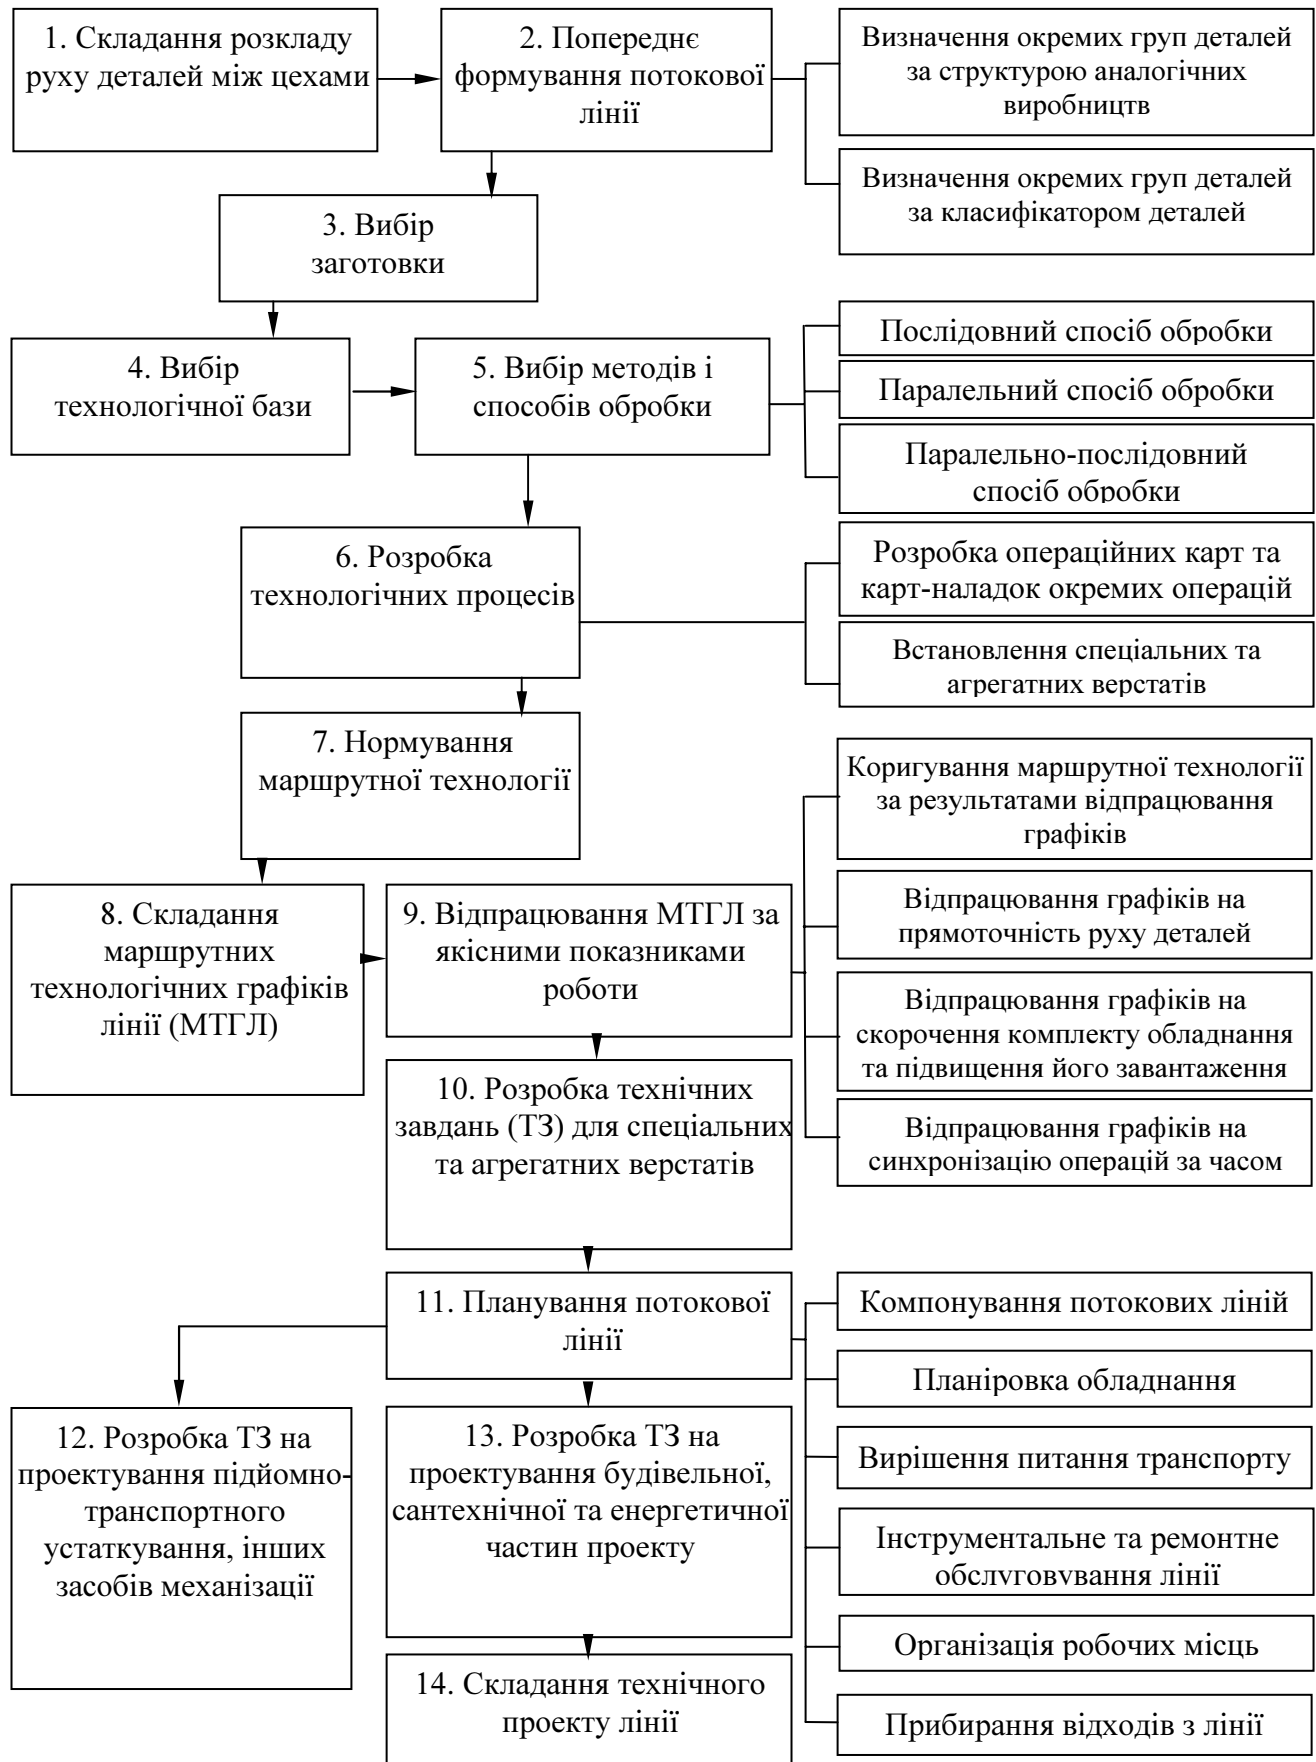 1. Складання розкладу
руху деталей між цехами
2. Попереднє
формування потокової
лінії
Визначення окремих груп деталей
за структурою аналогічних
виробництв
Визначення окремих груп деталей
за класифікатором деталей
3. Вибір
заготовки
4. Вибір
технологічної бази
5. Вибір методів і
способів обробки
Послідовний спосіб обробки
Паралельний спосіб обробки
Паралельно-послідовний
спосіб обробки
6. Розробка
технологічних процесів
Розробка операційних карт та
карт-наладок окремих операцій
Встановлення спеціальних та
агрегатних верстатів
7. Нормування
маршрутної технології
Коригування маршрутної технології
за результатами відпрацювання
графіків
8. Складання
маршрутних
технологічних графіків
лінії (МТГЛ)
9. Відпрацювання МТГЛ за
якісними показниками
роботи
Відпрацювання графіків на
прямоточність руху деталей
Відпрацювання графіків на
скорочення комплекту обладнання
та підвищення його завантаження
Відпрацювання графіків на
синхронізацію операцій за часом
10. Розробка технічних
завдань (ТЗ) для спеціальних
та агрегатних верстатів
11. Планування потокової
лінії
Компонування потокових ліній
Планіровка обладнання
Вирішення питання транспорту
Інструментальне та ремонтне
обслуговування лінії
Організація робочих місць
Прибирання відходів з лінії
12. Розробка ТЗ на
проектування підйомно-
транспортного
устаткування, інших
засобів механізації
13. Розробка ТЗ на
проектування будівельної,
сантехнічної та енергетичної
частин проекту
14. Складання технічного
проекту лінії